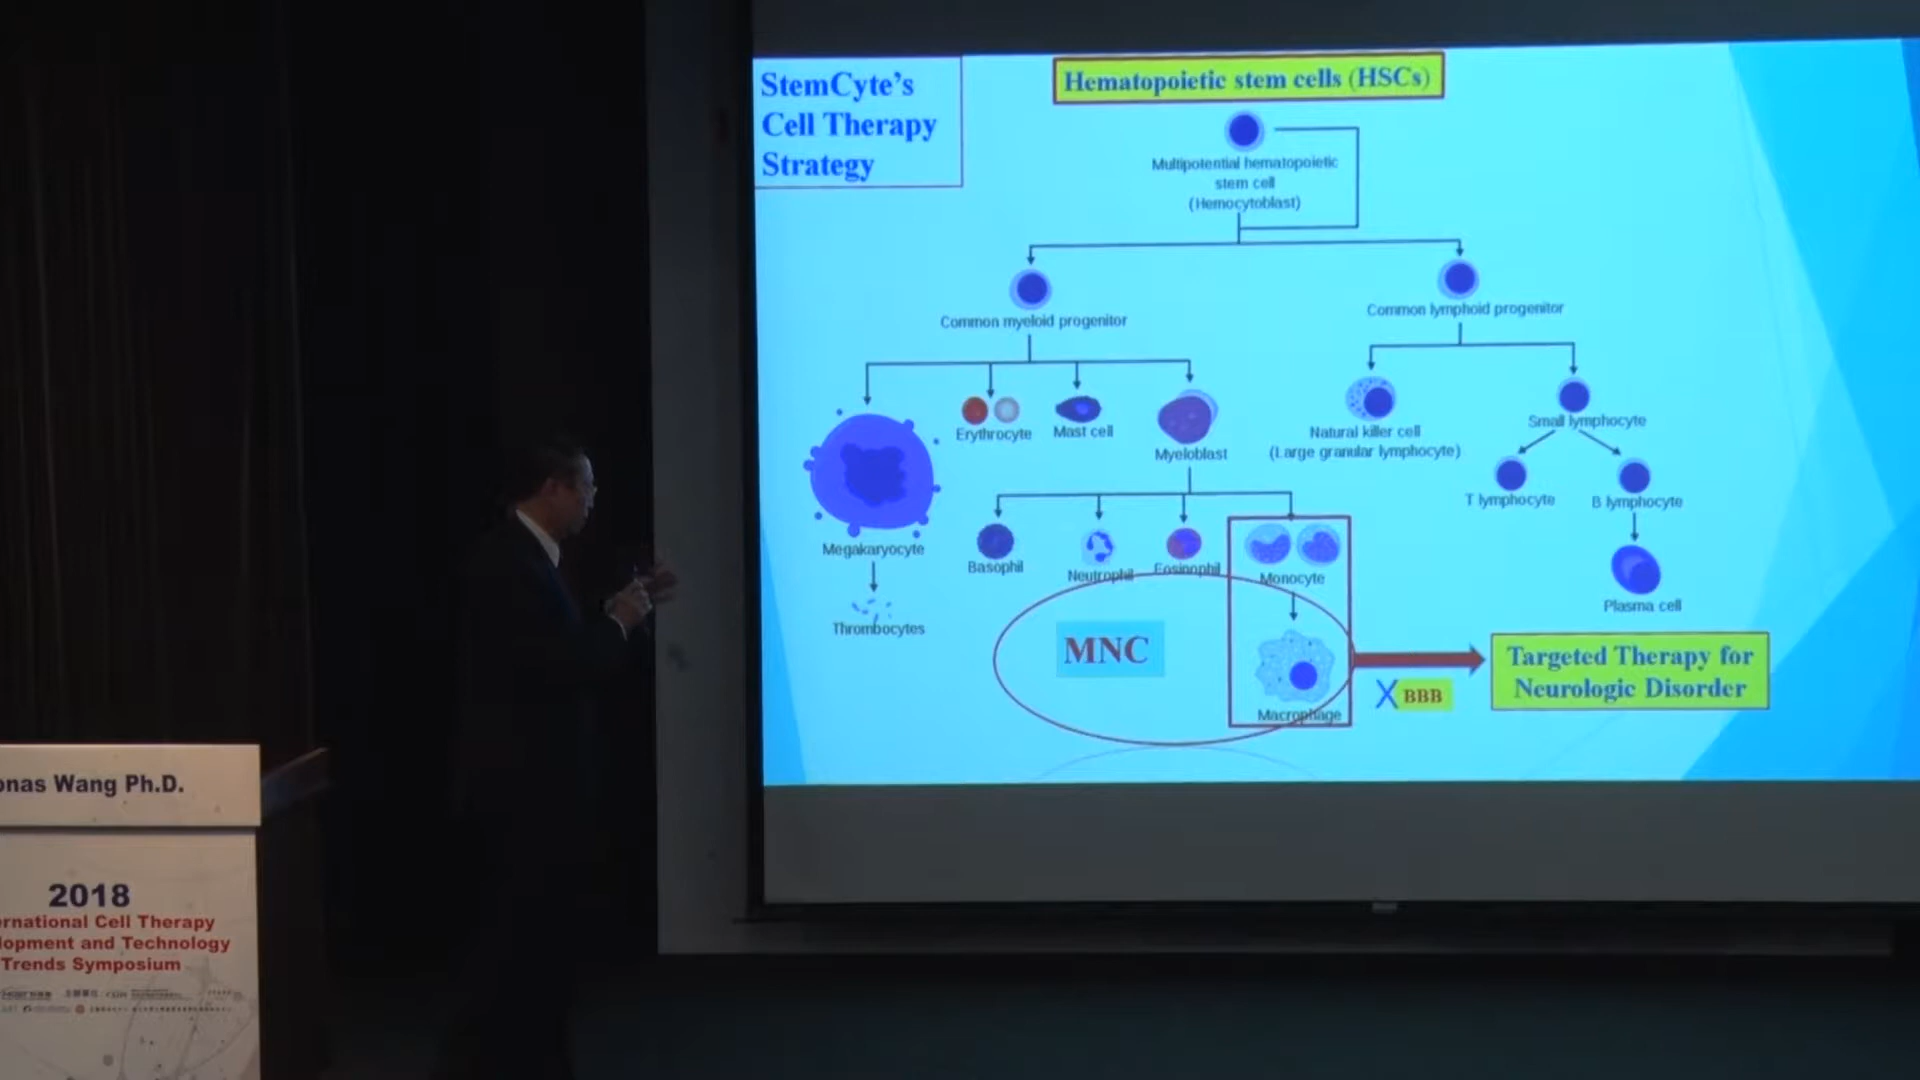 StemCyte's
Cell Therapy
Strategy
Hematopoietic stem cells (HSCs)
Multipotential hematopoietic
stem cell
(Hemocytoblast)
Common myeloid progenitor
Common lymphoid progenitor
Erythrocyte
Mast cell
Myeloblast
Natural killer cell
(Large granular lymphocyte)
Small lymphocyte
T lymphocyte
B lymphocyte
Megakaryocyte
Basophil
Neutrophil
Eosinophil
Monocyte
Plasma cell
Thrombocytes
MNC
Macrophage
X BBB
Targeted Therapy for
Neurologic Disorder
onas Wang Ph.D.
2018
ernational Cell Therapy
lopment and Technology
Trends Symposium